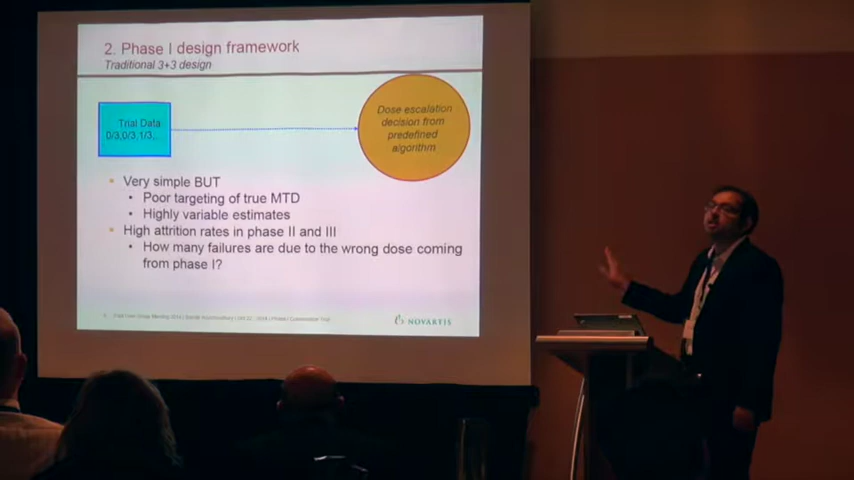 2. Phase I design framework
Traditional 3+3 design
Trial Data
0/3,0/3,1/3,...
Dose escalation
decision from
predefined
algorithm
Very simple BUT
Poor targeting of true MTD
Highly variable estimates
High attrition rates in phase II and III
How many failures are due to the wrong dose coming
from phase I?
NOVARTIS